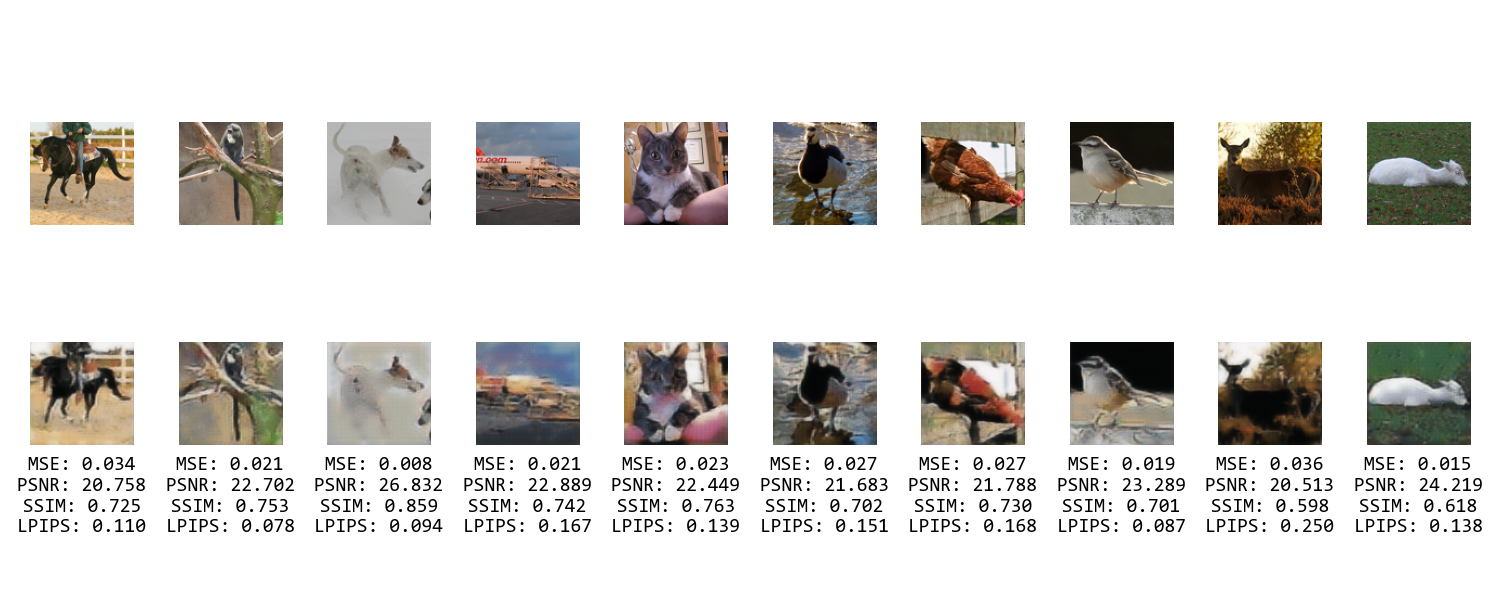 a.com
MSE: 0.034
PSNR: 20.758
SSIM: 0.725
LPIPS: 0.110
MSE: 0.021
PSNR: 22.702
SSIM: 0.753
LPIPS: 0.078
MSE: 0.008
PSNR: 26.832
SSIM: 0.859
LPIPS: 0.094
MSE: 0.021
PSNR: 22.889
SSIM: 0.742
LPIPS: 0.167
MSE: 0.023
PSNR: 22.449
SSIM: 0.763
LPIPS: 0.139
MSE: 0.027
PSNR: 21.683
SSIM: 0.702
LPIPS: 0.151
MSE: 0.027
PSNR: 21.788
SSIM: 0.730
LPIPS: 0.168
MSE: 0.019
PSNR: 23.289
SSIM: 0.701
LPIPS: 0.087
MSE: 0.036
PSNR: 20.513
SSIM: 0.598
LPIPS: 0.250
MSE: 0.015
PSNR: 24.219
SSIM: 0.618
LPIPS: 0.138